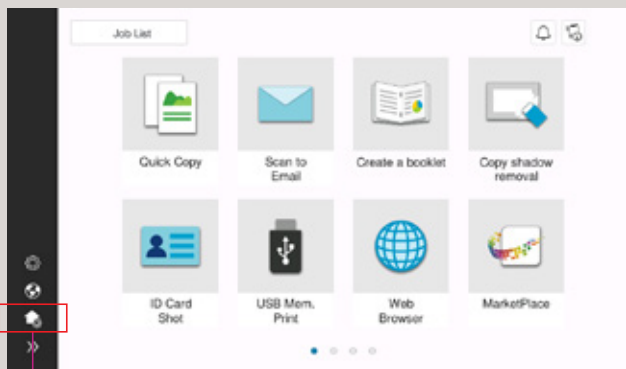 Job List
Quick Copy
Scan to
Email
Create a booklet
Copy shadow
removal
ID Card
Shot
USB Mem.
Print
Web
Browser
MarketPlace